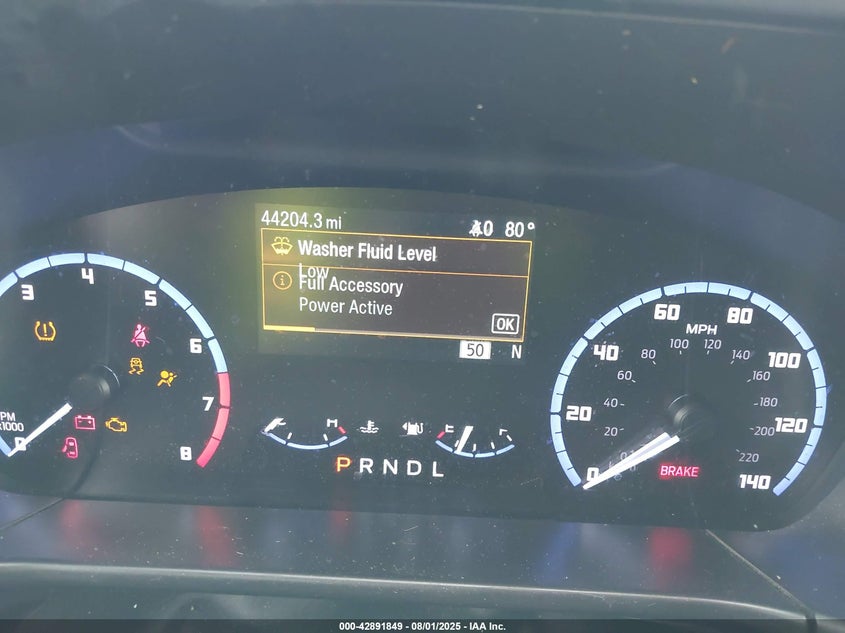 44204.3 mi
0 80°
Washer Fluid Level
Low
Full Accessory
Power Active
OK
50 N
3 4 5 6 7 8
x1000
0
C H
E F
P R N D L
0 20 40 60 80 100 120 140
MPH
20 40 60 80 100 120 140 160 180 200 220
BRAKE
000-42891849 - 08/01/2025 - IAA Inc.